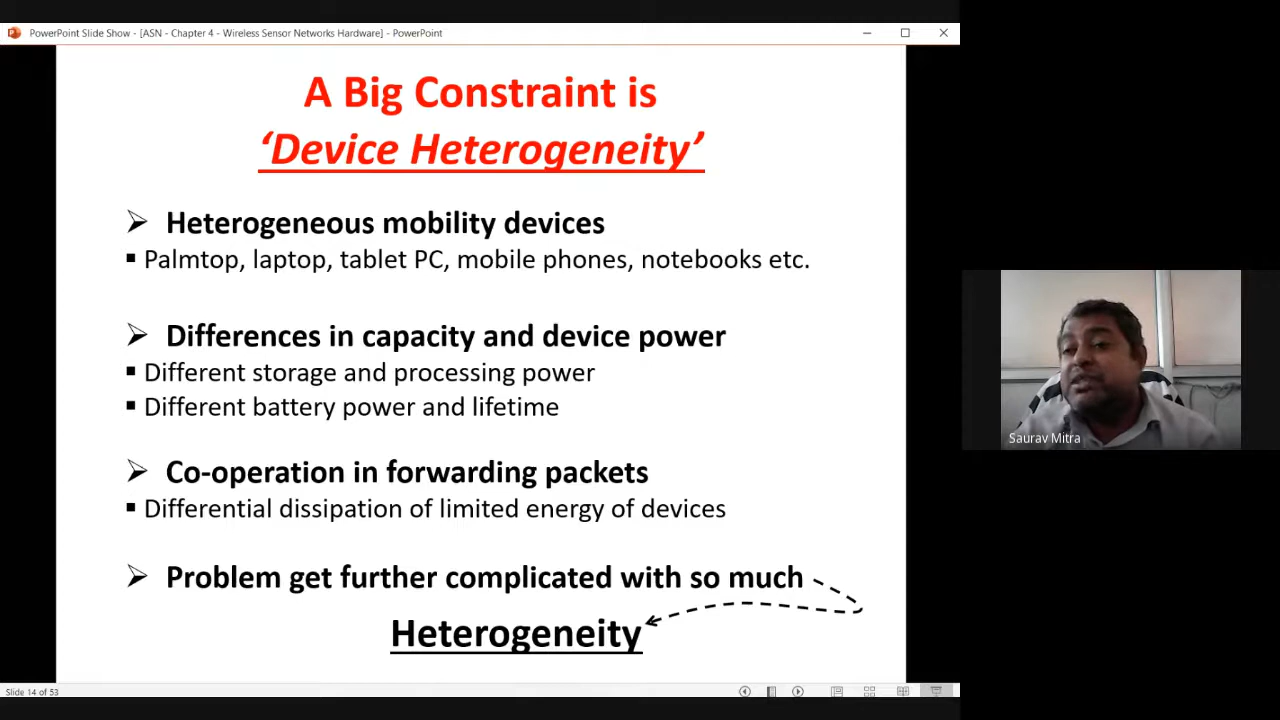 PowerPoint Slide Show - [ASN - Chapter 4 - Wireless Sensor Networks Hardware] - PowerPoint
A Big Constraint is
‘Device Heterogeneity’
➢ Heterogeneous mobility devices
▪ Palmtop, laptop, tablet PC, mobile phones, notebooks etc.
➢ Differences in capacity and device power
▪ Different storage and processing power
▪ Different battery power and lifetime
➢ Co-operation in forwarding packets
▪ Differential dissipation of limited energy of devices
➢ Problem get further complicated with so much
Heterogeneity
Saurav Mitra
Slide 14 of 53